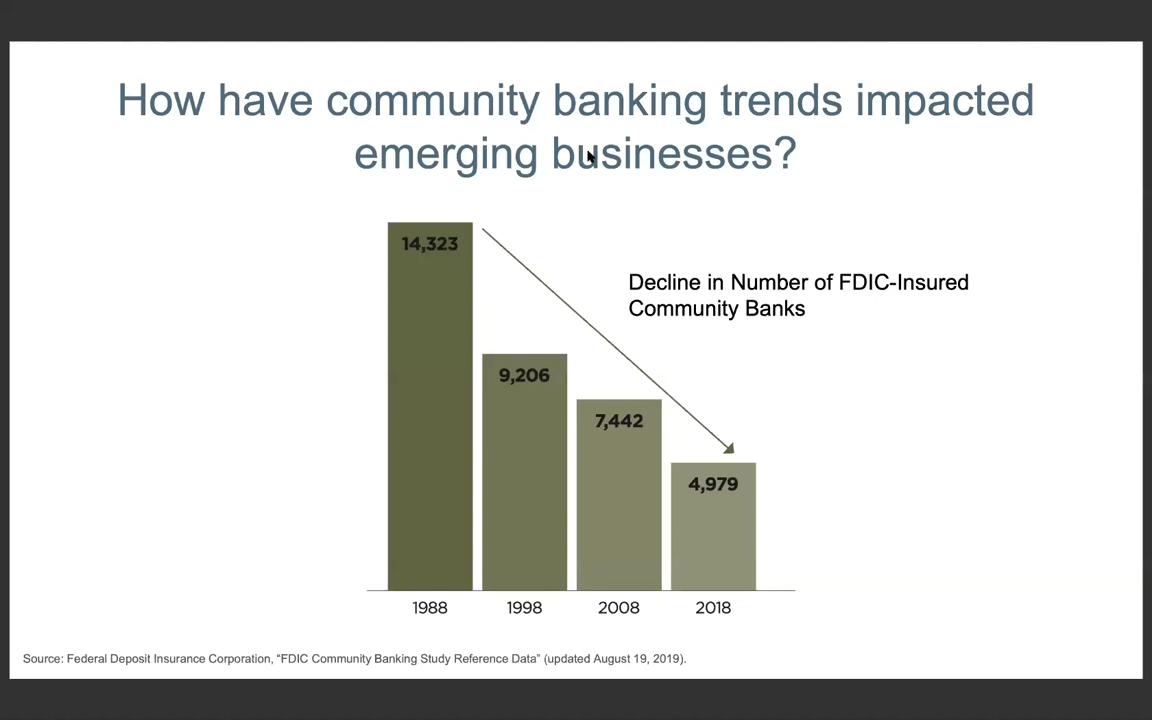 How have community banking trends impacted
emerging businesses?
14,323
9,206
7,442
4,979
Decline in Number of FDIC-Insured
Community Banks
1988 1998 2008 2018
Source: Federal Deposit Insurance Corporation, “FDIC Community Banking Study Reference Data” (updated August 19, 2019).